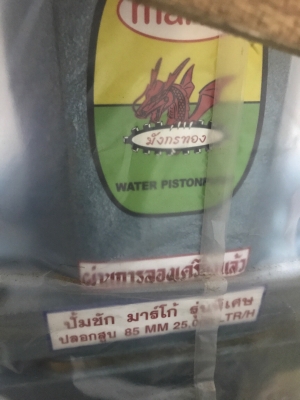 มังกรทอง
WATER PISTON
ผ่านการลองเครื่องแล้ว
ปั๊มชัก มาร์โก้ รุ่นพิเศษ
ปลอกสูบ 85 MM 25,